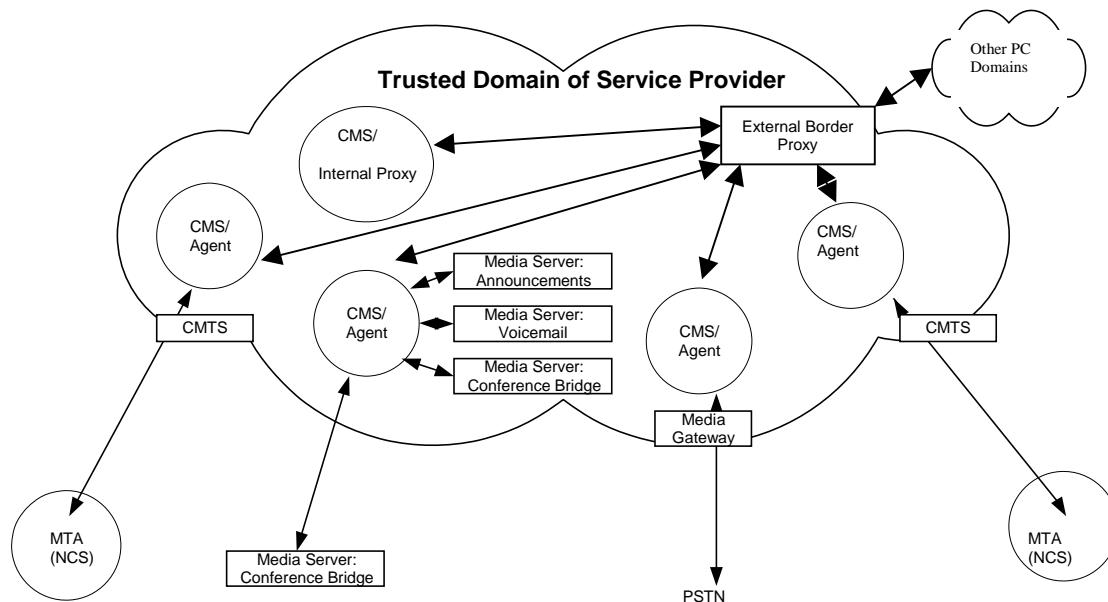 Other PC
Domains
Trusted Domain of Service Provider
External Border
Proxy
CMS/
Internal Proxy
CMS/
Agent
CMS/
Agent
Media Server:
Announcements
CMS/
Agent
Media Server:
Voicemail
CMS/
Agent
CMTS
CMTS
Media Server:
Conference Bridge
Media
Gateway
MTA
(NCS)
MTA
(NCS)
Media Server:
Conference Bridge
PSTN